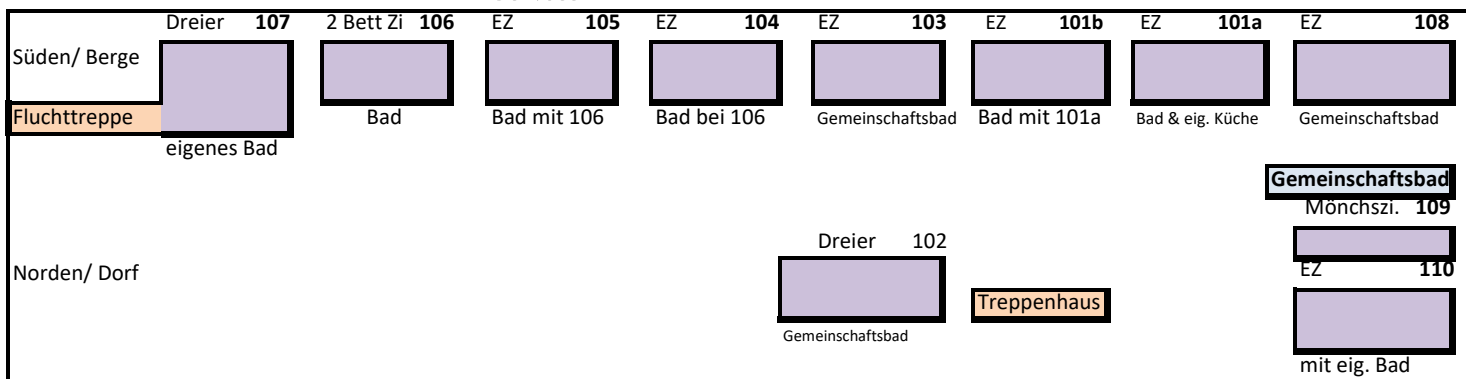 Dreier 107 2 Bett Zi 106 EZ 105 EZ 104 EZ 103 EZ 101b EZ 101a EZ 108
Süden/ Berge
Fluchttreppe Bad Bad mit 106 Bad bei 106 Gemeinschaftsbad Bad mit 101a Bad & eig. Küche Gemeinschaftsbad
eigenes Bad
Gemeinschaftsbad
Mönchszi. 109
Dreier 102
Norden/ Dorf EZ 110
Treppenhaus
Gemeinschaftsbad
mit eig. Bad